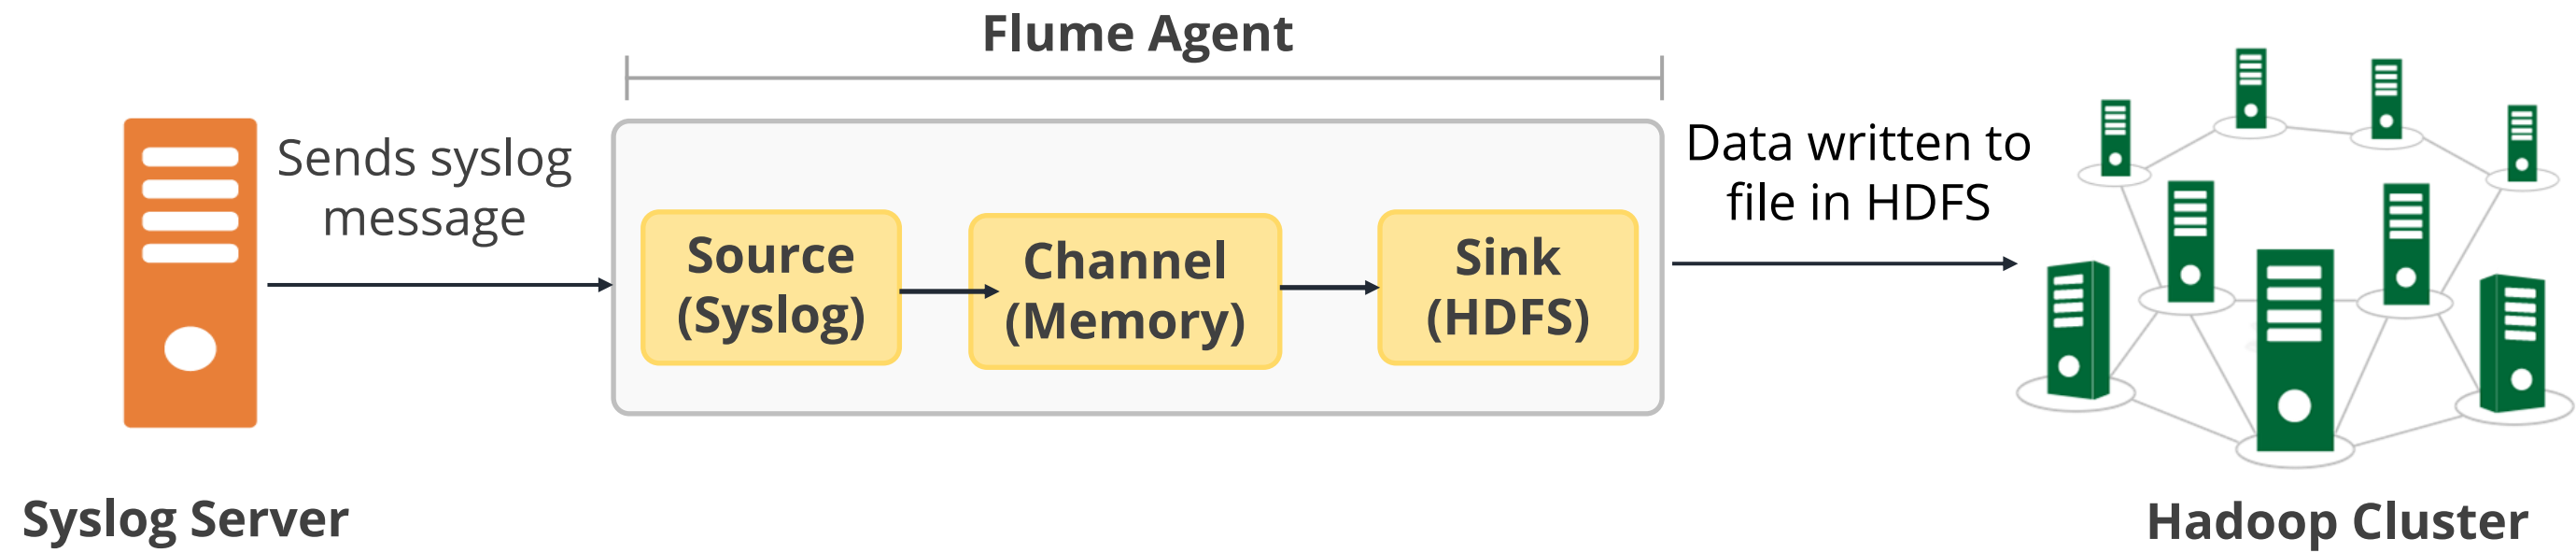 Flume Agent
Sends syslog
message
Source
(Syslog)
Channel
(Memory)
Sink
(HDFS)
Data written to
file in HDFS
Syslog Server
Hadoop Cluster